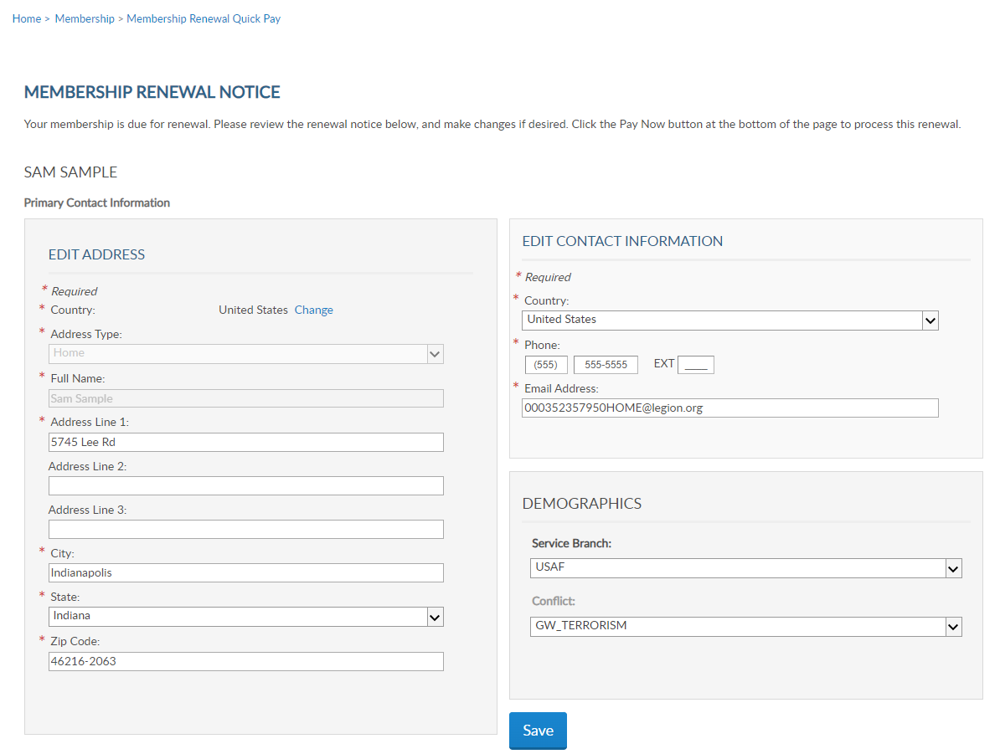 Home > Membership > Membership Renewal Quick Pay
MEMBERSHIP RENEWAL NOTICE
Your membership is due for renewal. Please review the renewal notice below, and make changes if desired. Click the Pay Now button at the bottom of the page to process this renewal.
SAM SAMPLE
Primary Contact Information
EDIT ADDRESS
* Required
* Country: United States Change
* Address Type:
Home
* Full Name:
Sam Sample
* Address Line 1:
5745 Lee Rd
Address Line 2:
Address Line 3:
* City:
Indianapolis
* State:
Indiana
* Zip Code:
46216-2063
EDIT CONTACT INFORMATION
* Required
* Country:
United States
* Phone:
(555) 555-5555 EXT ____
* Email Address:
000352357950HOME@legion.org
DEMOGRAPHICS
Service Branch:
USAF
Conflict:
GW_TERRORISM
Save